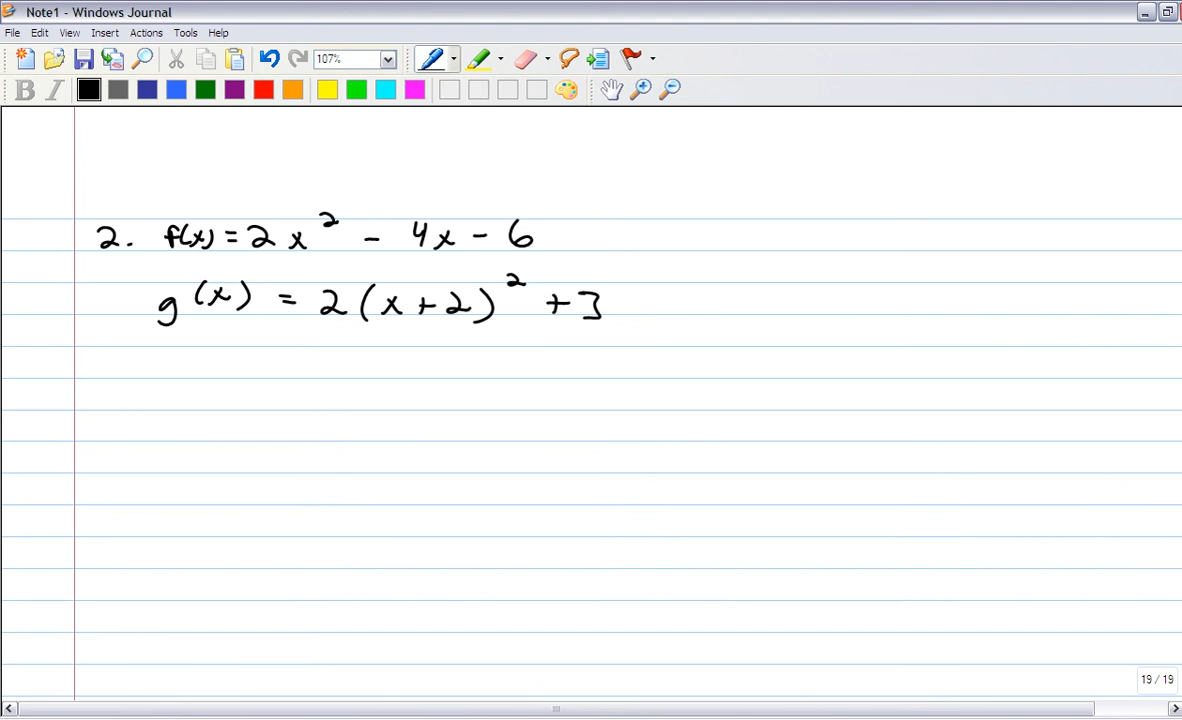 Note1 - Windows Journal
File Edit View Insert Actions Tools Help
107%
B I
2. f(x) = 2x² - 4x - 6
g(x) = 2(x+2)² + 3
19 / 19